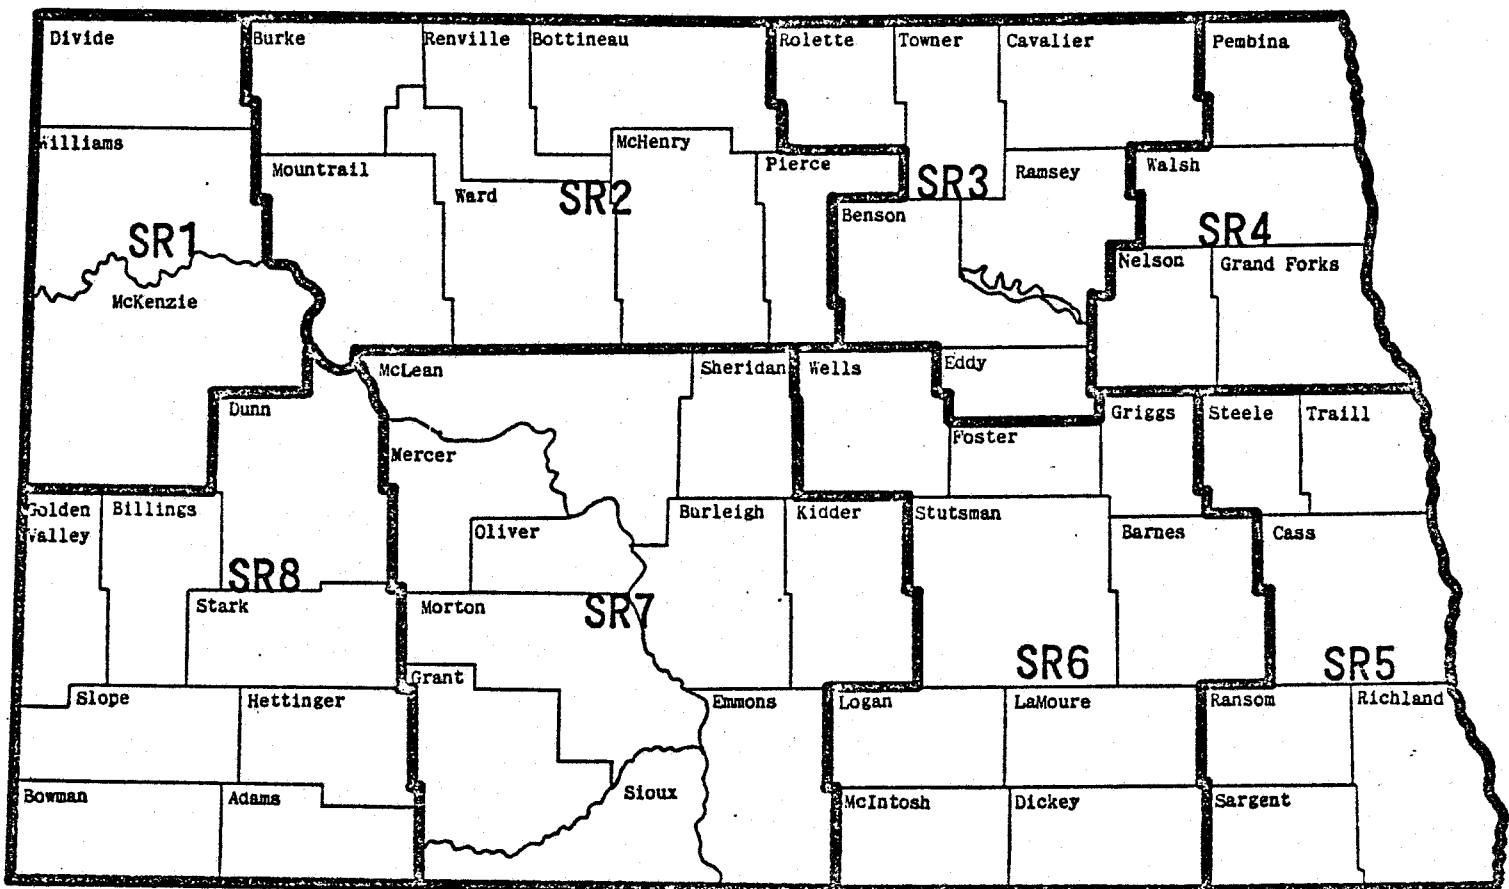 Divide
Burke
Renville
Bottineau
Rolette
Towner
Cavalier
Pembina
Williams
Mountrail
Ward
McHenry
Pierce
Ramsey
Walsh
SR1
SR2
SR3
SR4
McKenzie
Benson
Nelson
Grand Forks
McLean
Sheridan
Wells
Eddy
Dunn
Mercer
Foster
Griggs
Steele
Traill
Golden
Valley
Billings
Oliver
Burleigh
Kidder
Stutsman
Barnes
Cass
SR8
Stark
Morton
SR7
SR6
SR5
Slope
Hettinger
Grant
Emmons
Logan
LaMoure
Ransom
Richland
Bowman
Adams
Sioux
McIntosh
Dickey
Sargent